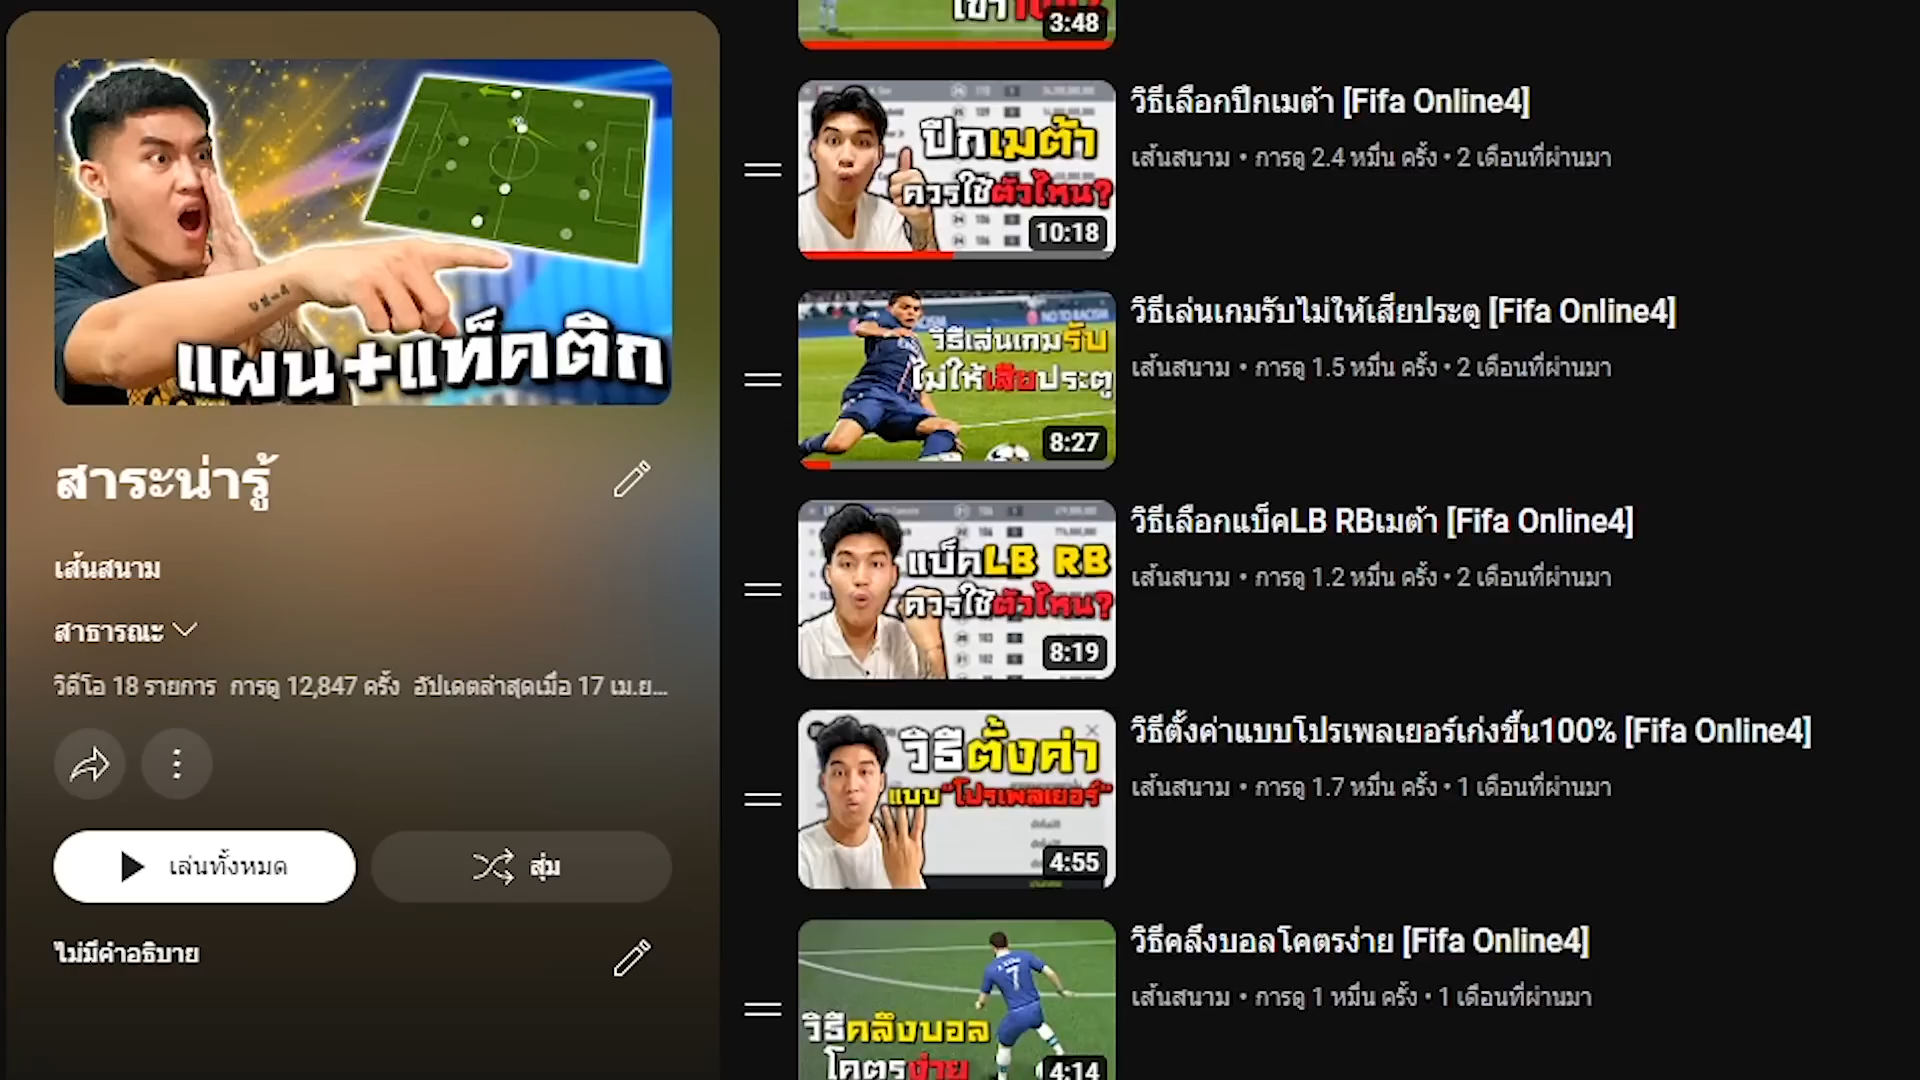 แผน+แท็คติก
สาระน่ารู้
เส้นสนาม
สาธารณะ
วิดีโอ 18 รายการ การดู 12,847 ครั้ง อัปเดตล่าสุดเมื่อ 17 เม.ย...
เล่นทั้งหมด
สุ่ม
ไม่มีคำอธิบาย
3:48
ปีกเมต้า
ควรใช้ตัวไหน?
10:18
วิธีเลือกปีกเมต้า [Fifa Online4]
เส้นสนาม • การดู 2.4 หมื่น ครั้ง • 2 เดือนที่ผ่านมา
วิธีเล่นเกมรับ
ไม่ให้เสียประตู
8:27
วิธีเล่นเกมรับไม่ให้เสียประตู [Fifa Online4]
เส้นสนาม • การดู 1.5 หมื่น ครั้ง • 2 เดือนที่ผ่านมา
แบ็คLB RB
ควรใช้ตัวไหน?
8:19
วิธีเลือกแบ็คLB RBเมต้า [Fifa Online4]
เส้นสนาม • การดู 1.2 หมื่น ครั้ง • 2 เดือนที่ผ่านมา
วิธีตั้งค่า
แบบ"โปรเพลเยอร์"
4:55
วิธีตั้งค่าแบบโปรเพลเยอร์เก่งขึ้น100% [Fifa Online4]
เส้นสนาม • การดู 1.7 หมื่น ครั้ง • 1 เดือนที่ผ่านมา
7
วิธีคลึงบอล
โคตรง่าย
4:14
วิธีคลึงบอลโคตรง่าย [Fifa Online4]
เส้นสนาม • การดู 1 หมื่น ครั้ง • 1 เดือนที่ผ่านมา